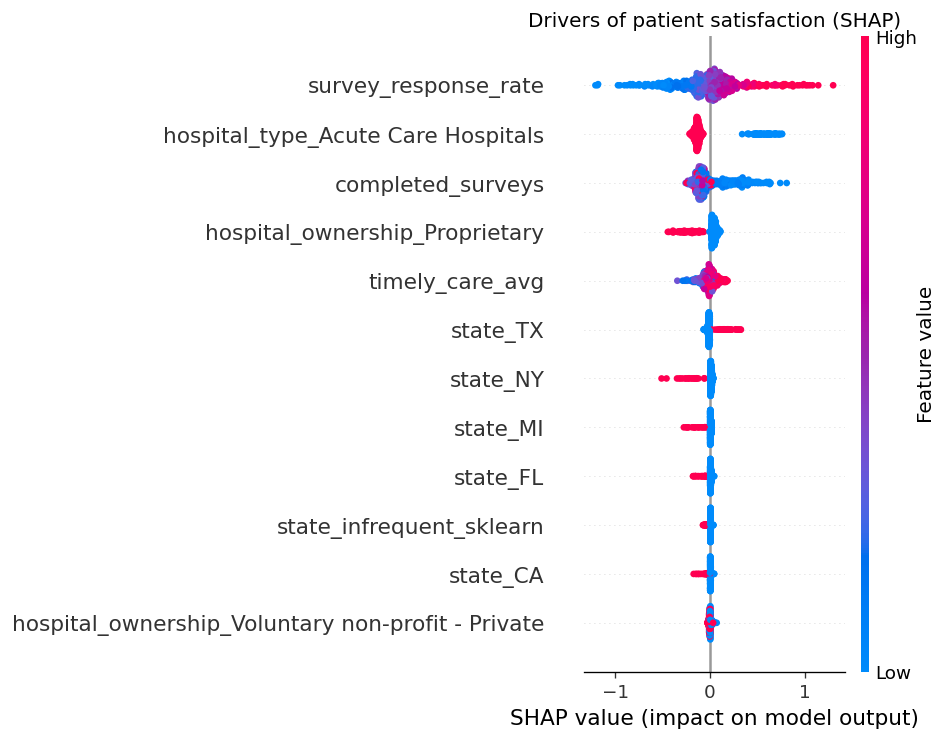 Drivers of patient satisfaction (SHAP)
High
survey_response_rate
hospital_type_Acute Care Hospitals
completed_surveys
hospital_ownership_Proprietary
timely_care_avg
state_TX
state_NY
state_MI
state_FL
state_infrequent_sklearn
state_CA
hospital_ownership_Voluntary non-profit - Private
Feature value
Low
−1 0 1
SHAP value (impact on model output)